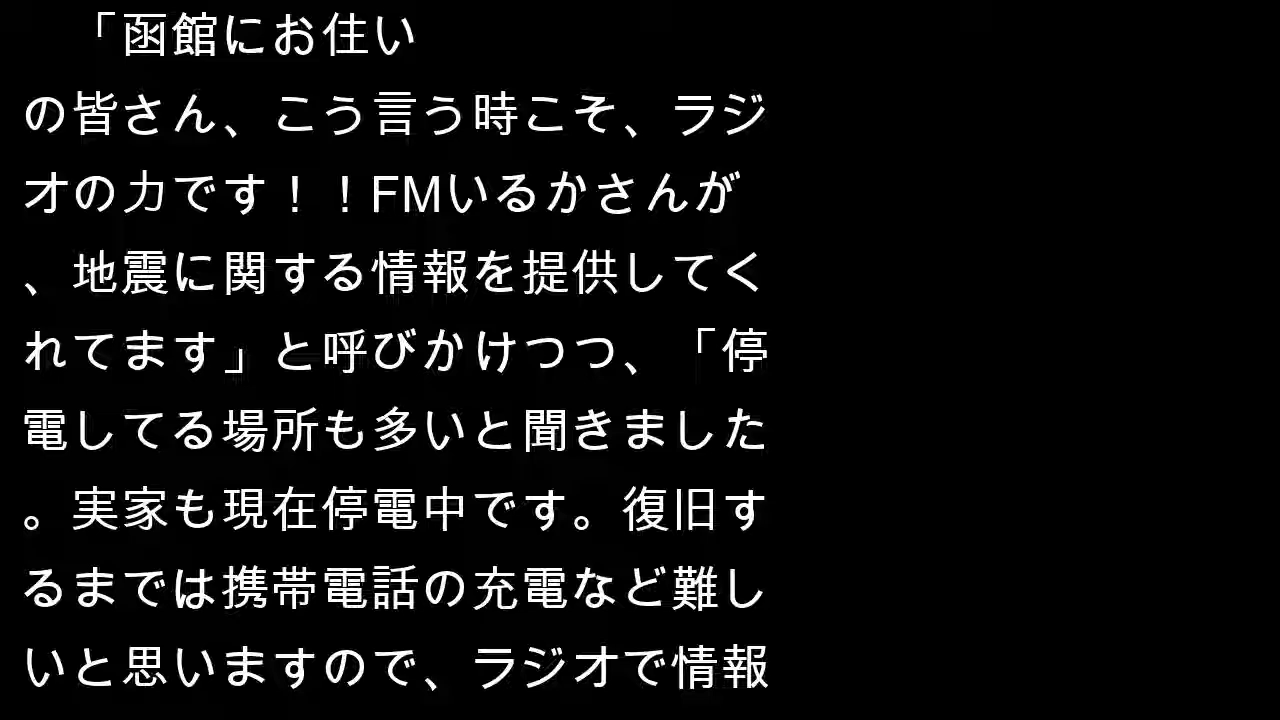 「函館にお住い
の皆さん、こう言う時こそ、ラジ
オの力です！！FMいるかさんが
、地震に関する情報を提供してく
れてます」と呼びかけつつ、「停
電してる場所も多いと聞きました
。実家も現在停電中です。復旧す
るまでは携帯電話の充電など難し
いと思いますので、ラジオで情報